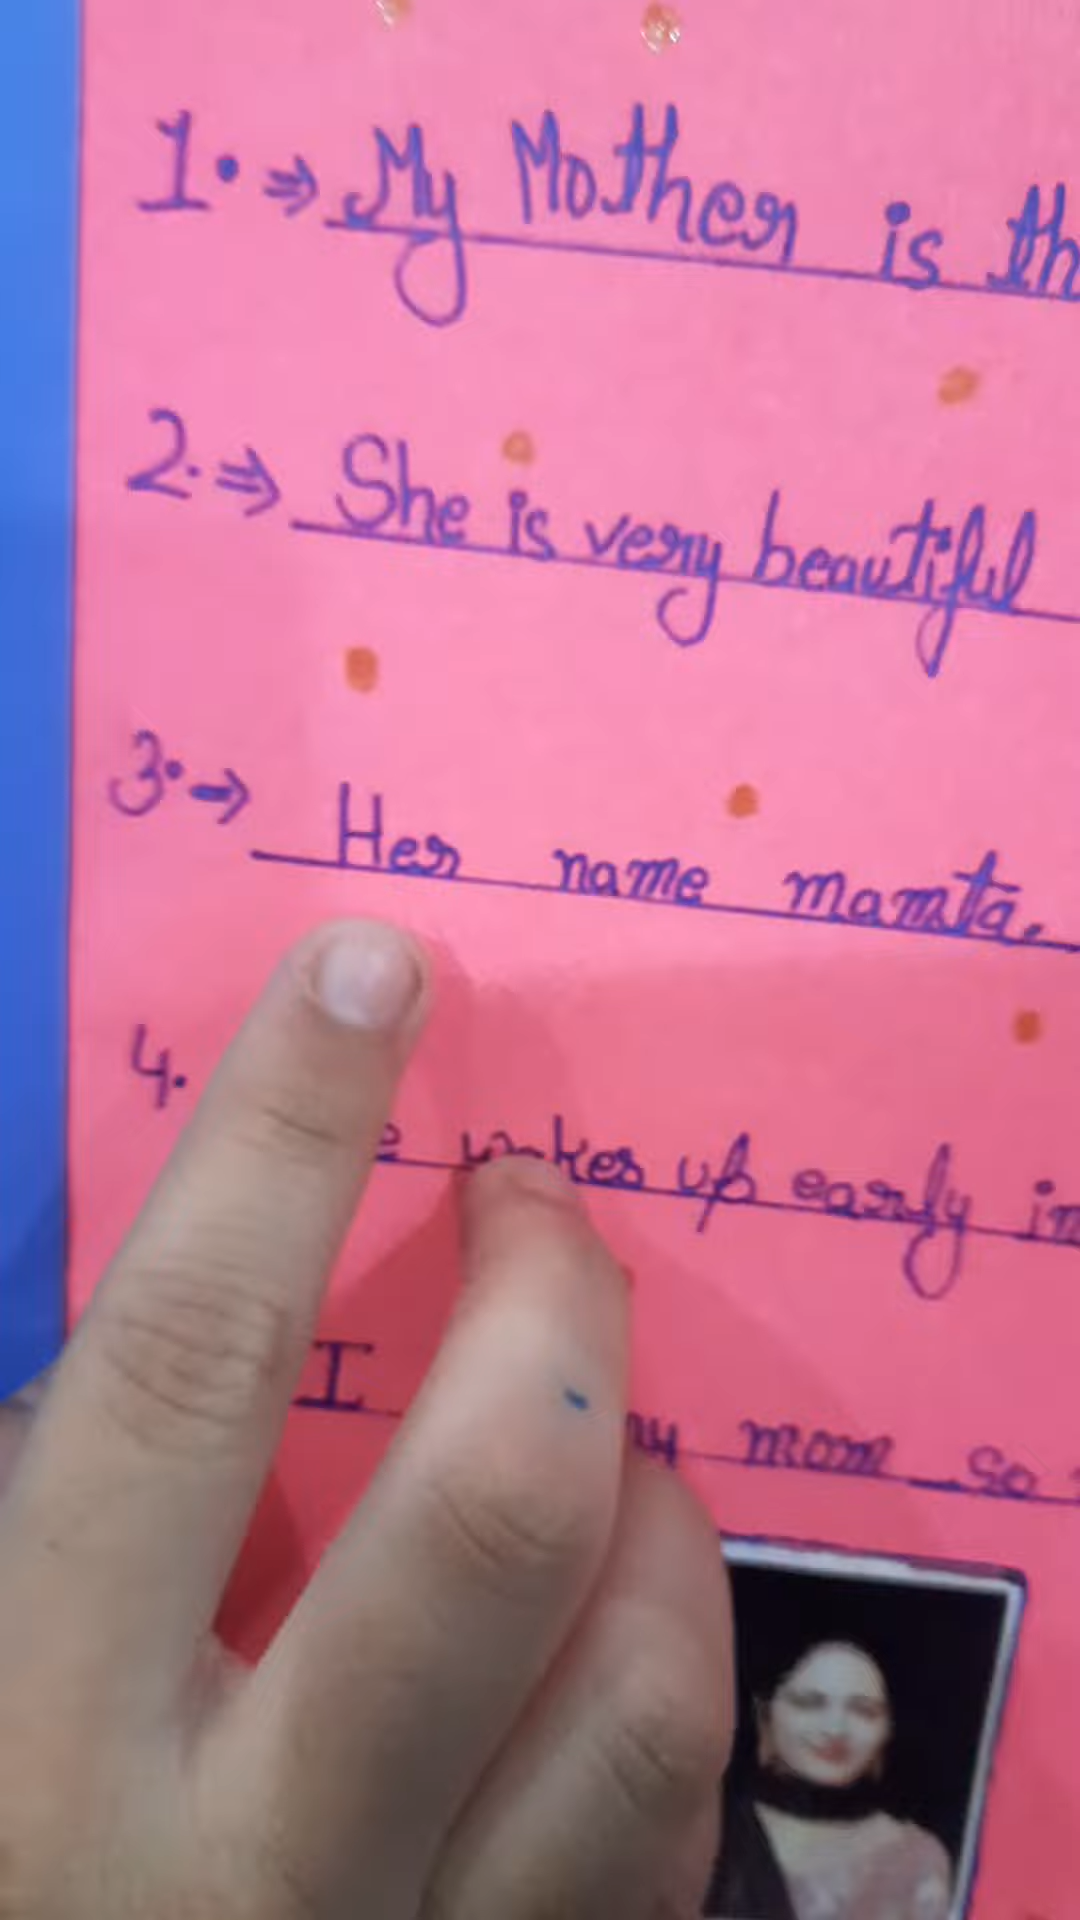 1. ⇒ My Mother is th
2. ⇒ She is very beautiful
3. → Her name mamta.
4. up early in
I my mom so